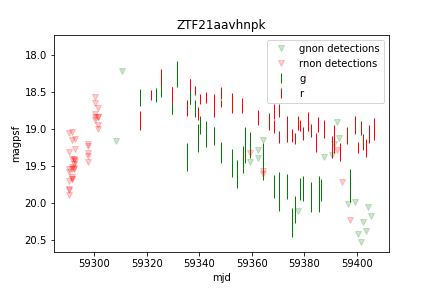 ZTF21aavhnpk
gnon detections
rnon detections
g
r
magpsf
18.0
18.5
19.0
19.5
20.0
20.5
59300
59320
59340
59360
59380
59400
mjd